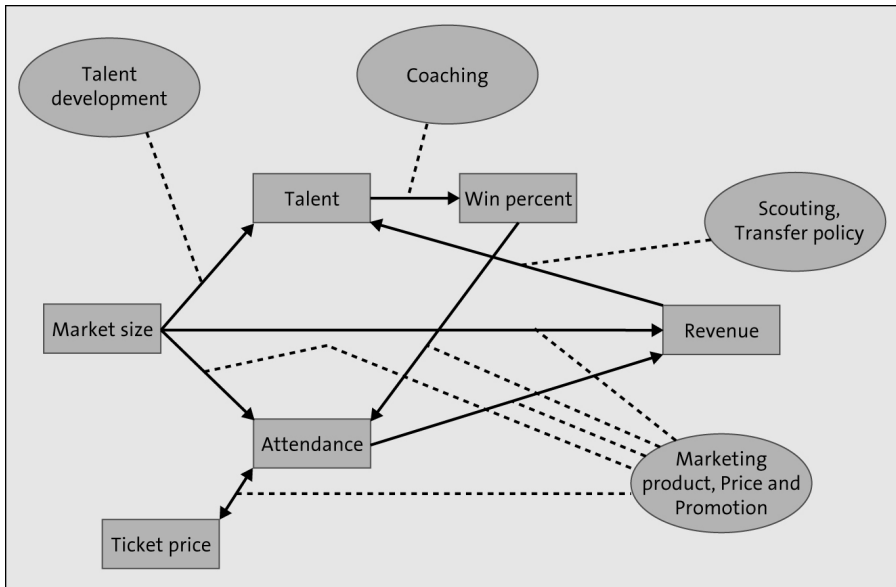 Talent
development
Coaching
Talent
Win percent
Scouting,
Transfer policy
Market size
Revenue
Attendance
Marketing
product, Price and
Promotion
Ticket price